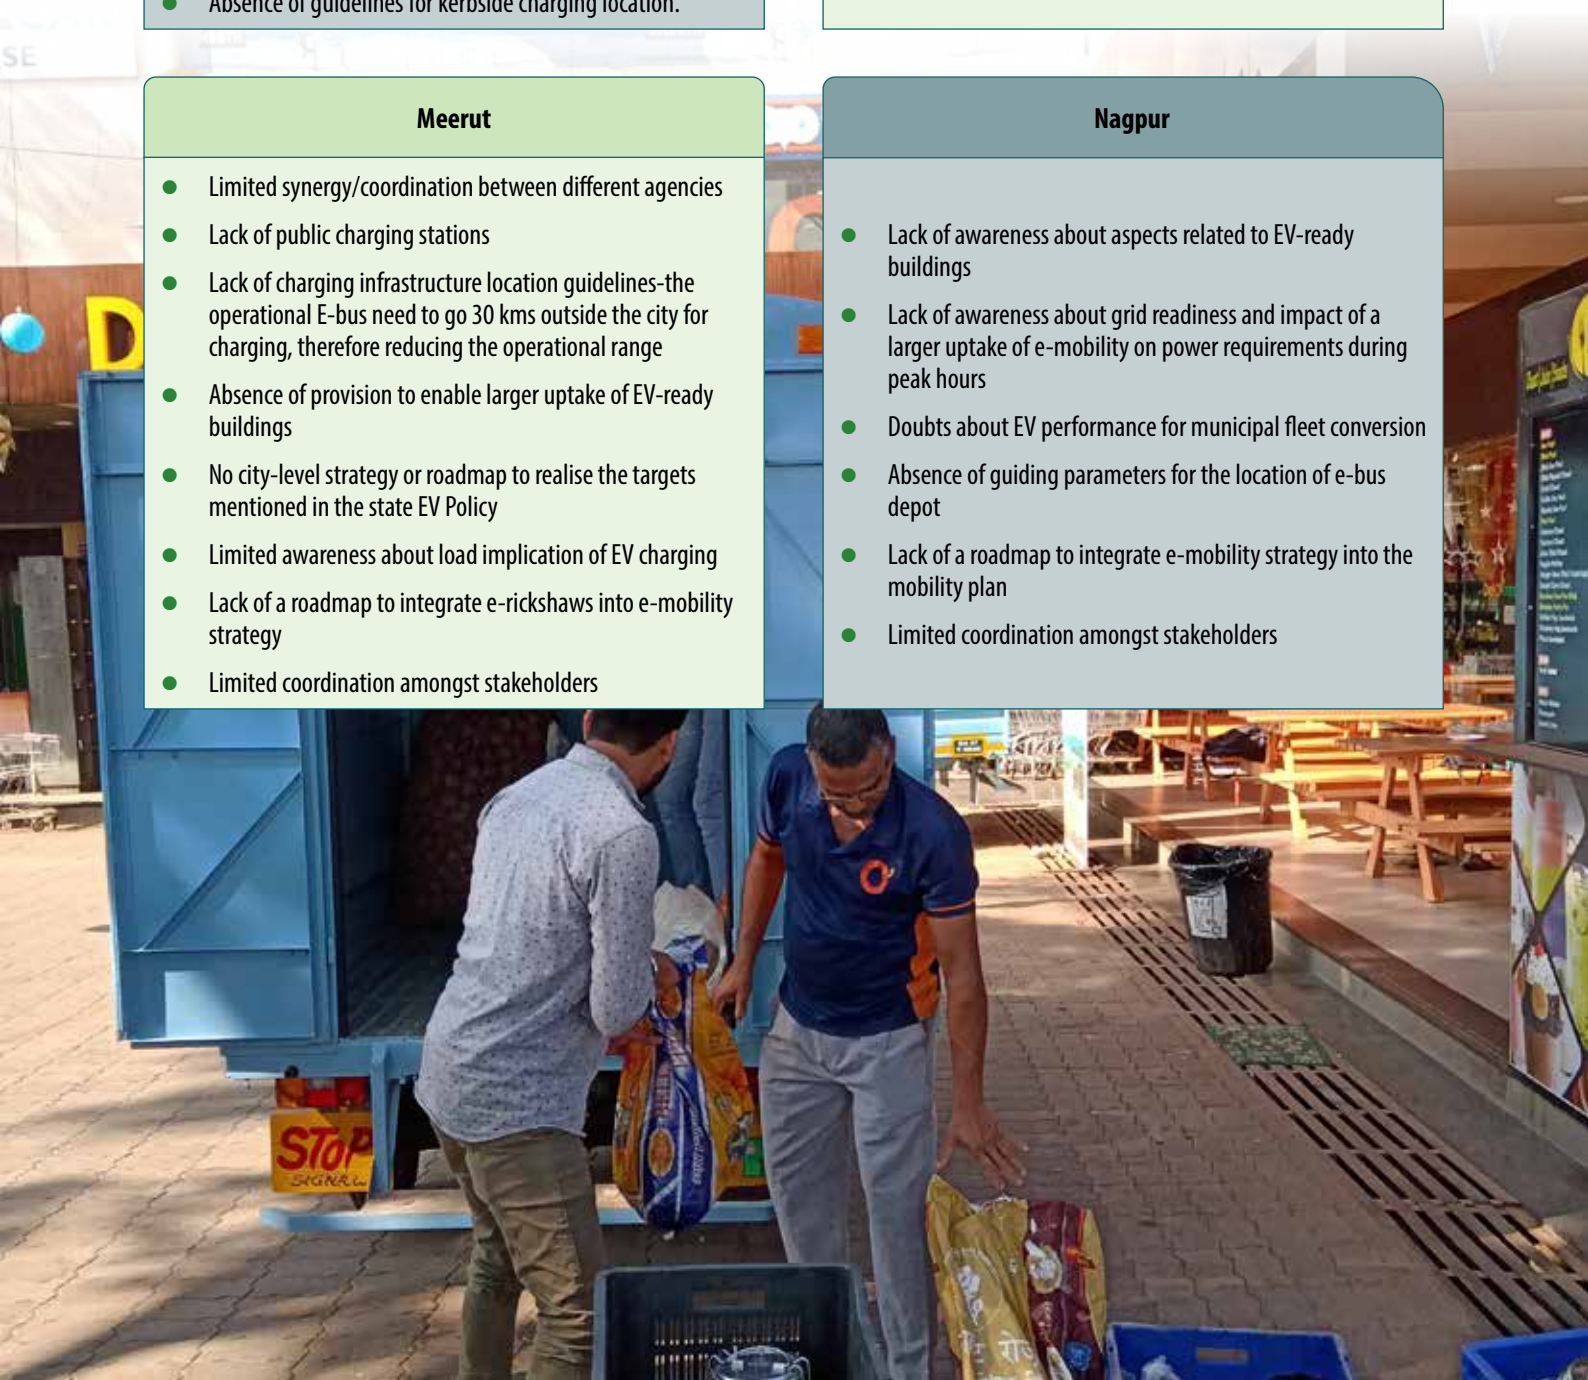 Absence of guidelines for kerbside charging location.
SE
Meerut
Limited synergy/coordination between different agencies
Lack of public charging stations
Lack of charging infrastructure location guidelines-the
operational E-bus need to go 30 kms outside the city for
charging, therefore reducing the operational range
Absence of provision to enable larger uptake of EV-ready
buildings
No city-level strategy or roadmap to realise the targets
mentioned in the state EV Policy
Limited awareness about load implication of EV charging
Lack of a roadmap to integrate e-rickshaws into e-mobility
strategy
Limited coordination amongst stakeholders
Nagpur
Lack of awareness about aspects related to EV-ready
buildings
Lack of awareness about grid readiness and impact of a
larger uptake of e-mobility on power requirements during
peak hours
Doubts about EV performance for municipal fleet conversion
Absence of guiding parameters for the location of e-bus
depot
Lack of a roadmap to integrate e-mobility strategy into the
mobility plan
Limited coordination amongst stakeholders
D
STOP
SIGNAL